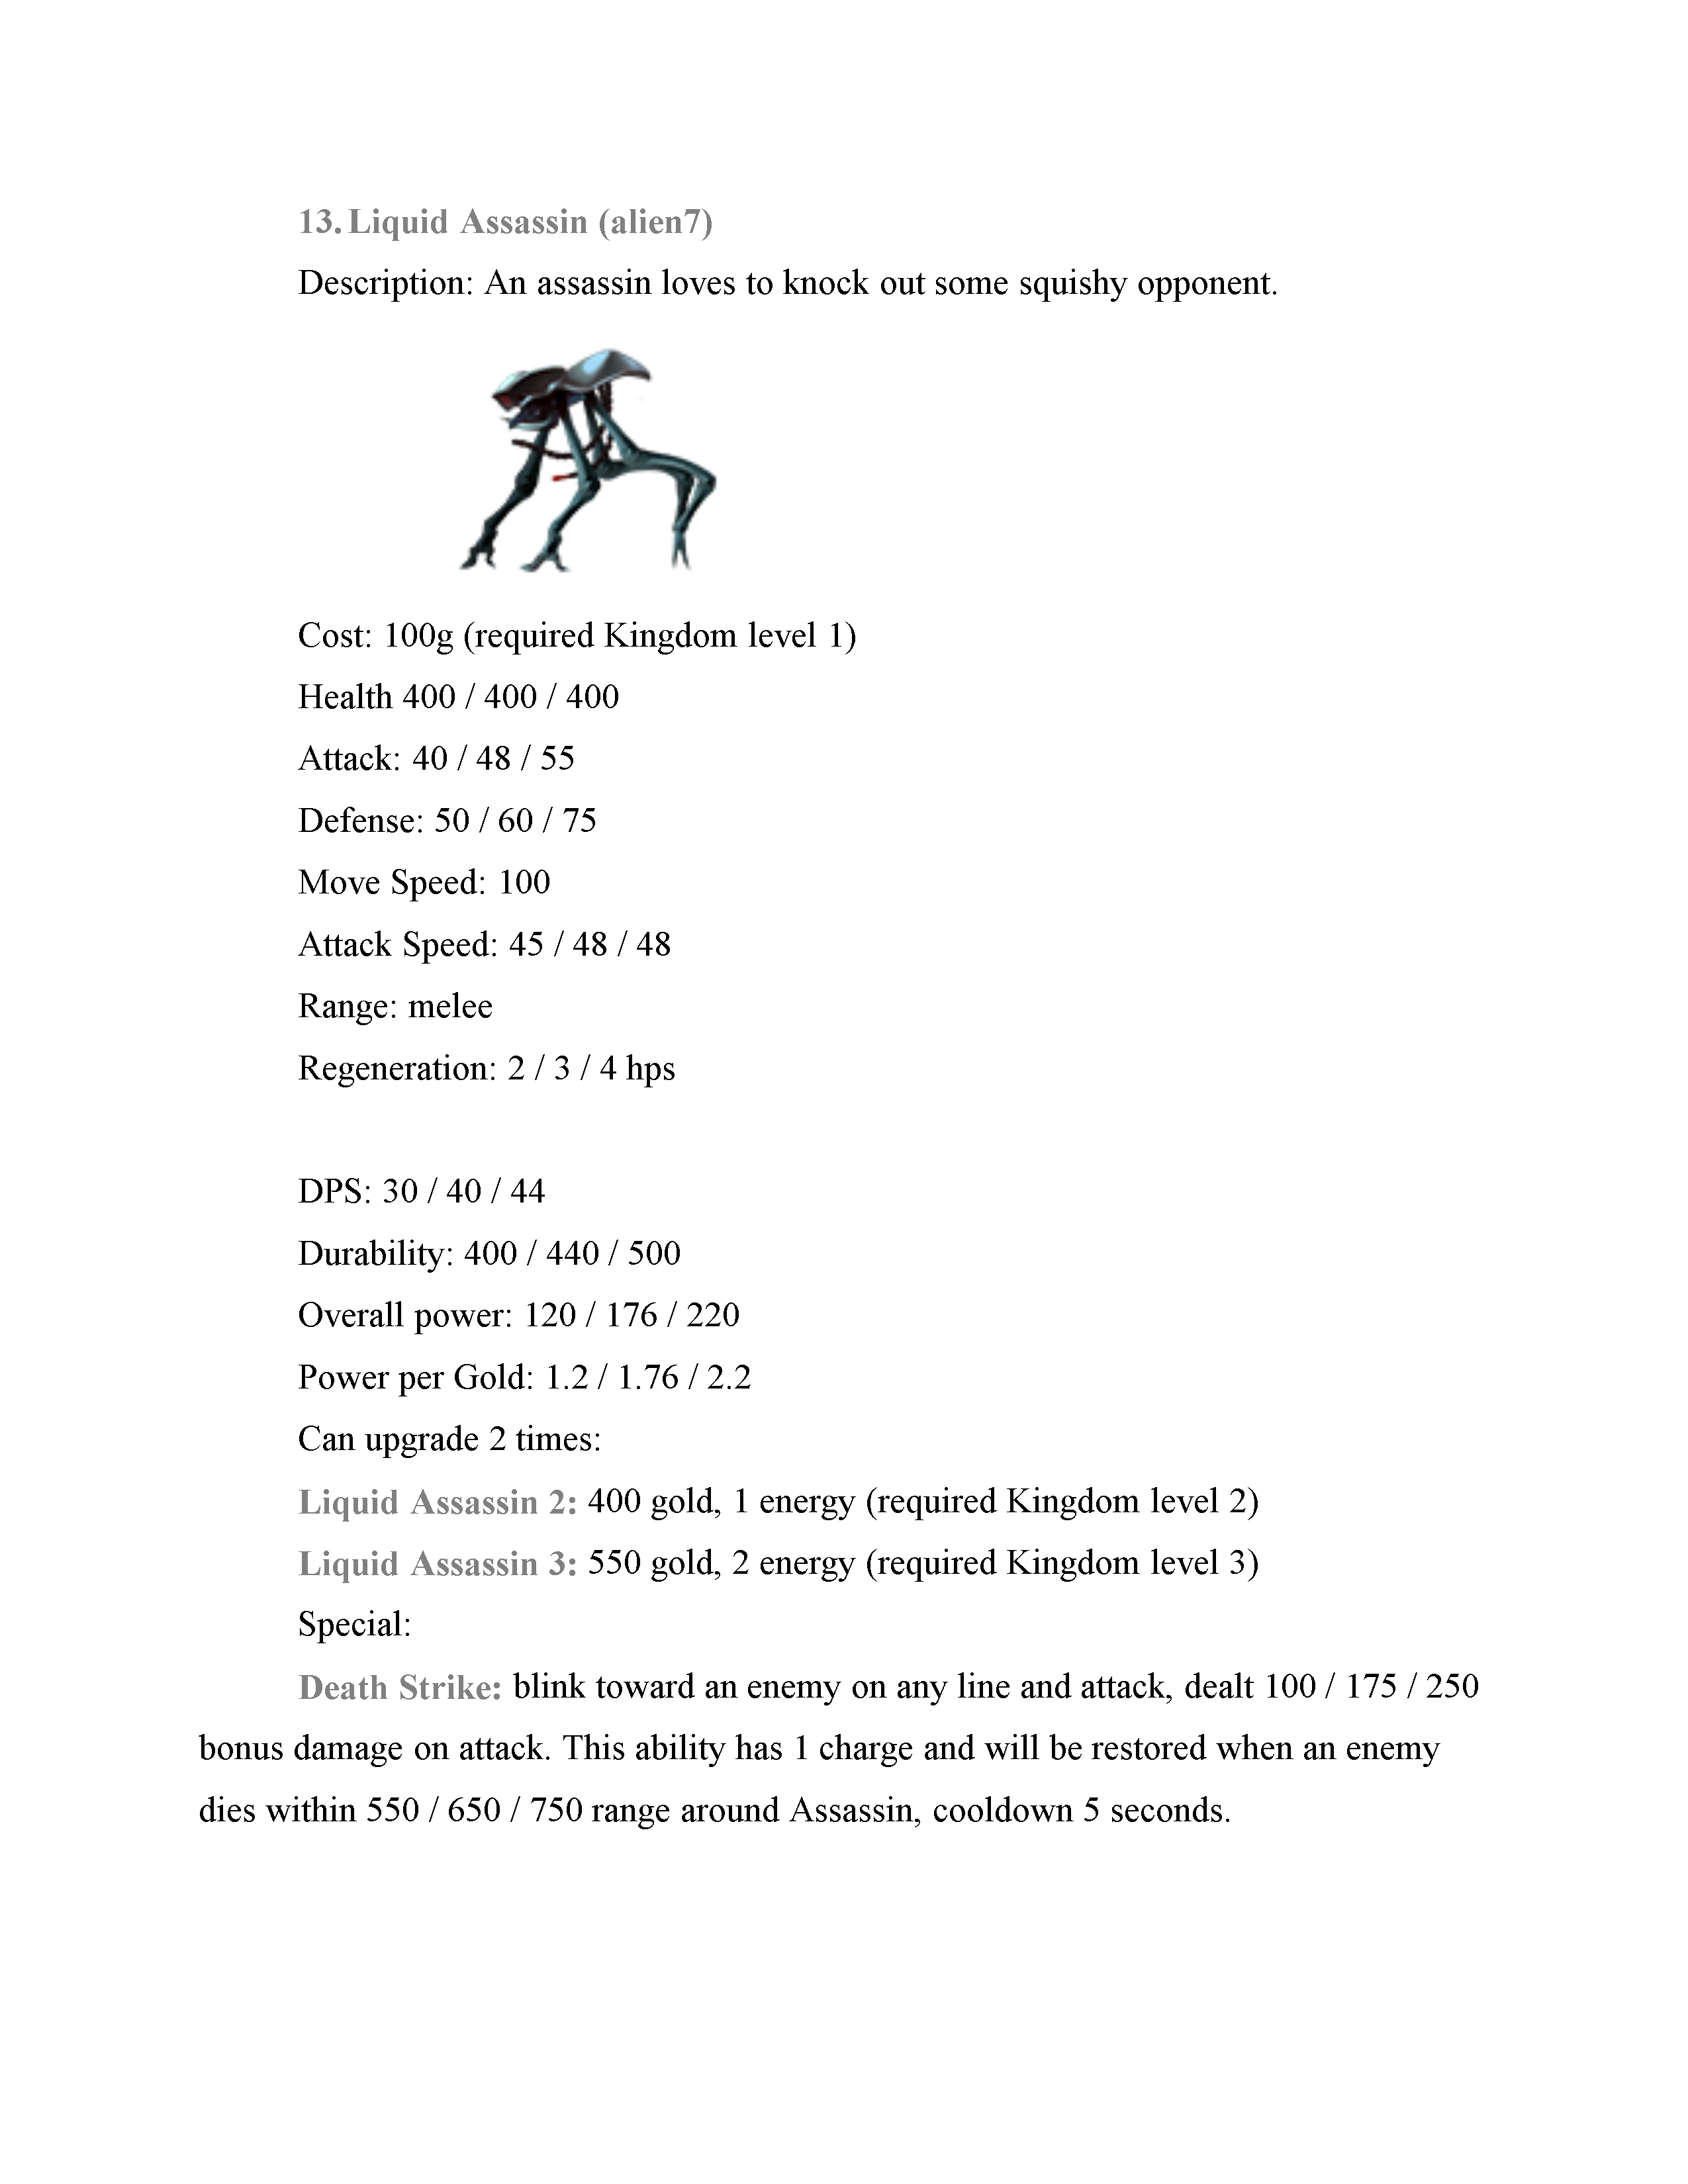 13. Liquid Assassin (alien7)
Description: An assassin loves to knock out some squishy opponent.
Cost: 100g (required Kingdom level 1)
Health 400 / 400 / 400
Attack: 40 / 48 / 55
Defense: 50 / 60 / 75
Move Speed: 100
Attack Speed: 45 / 48 / 48
Range: melee
Regeneration: 2 / 3 / 4 hps
DPS: 30 / 40 / 44
Durability: 400 / 440 / 500
Overall power: 120 / 176 / 220
Power per Gold: 1.2 / 1.76 / 2.2
Can upgrade 2 times:
Liquid Assassin 2: 400 gold, 1 energy (required Kingdom level 2)
Liquid Assassin 3: 550 gold, 2 energy (required Kingdom level 3)
Special:
Death Strike: blink toward an enemy on any line and attack, dealt 100 / 175 / 250
bonus damage on attack. This ability has 1 charge and will be restored when an enemy
dies within 550 / 650 / 750 range around Assassin, cooldown 5 seconds.